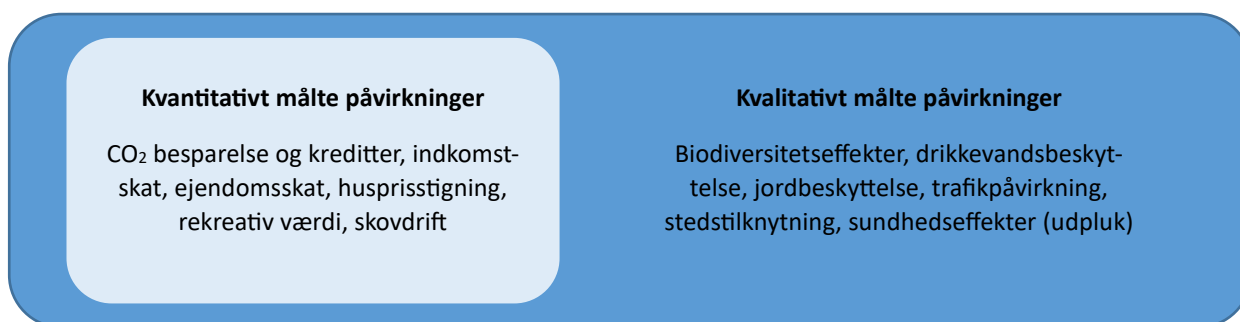 Kvantitativt målte påvirkninger
CO₂ besparelse og kreditter, indkomst-
skat, ejendomsskat, husprisstigning,
rekreativ værdi, skovdrift
Kvalitativt målte påvirkninger
Biodiversitetseffekter, drikkevandsbeskyt-
telse, jordbeskyttelse, trafikpåvirkning,
stedstilknytning, sundhedseffekter (udpluk)